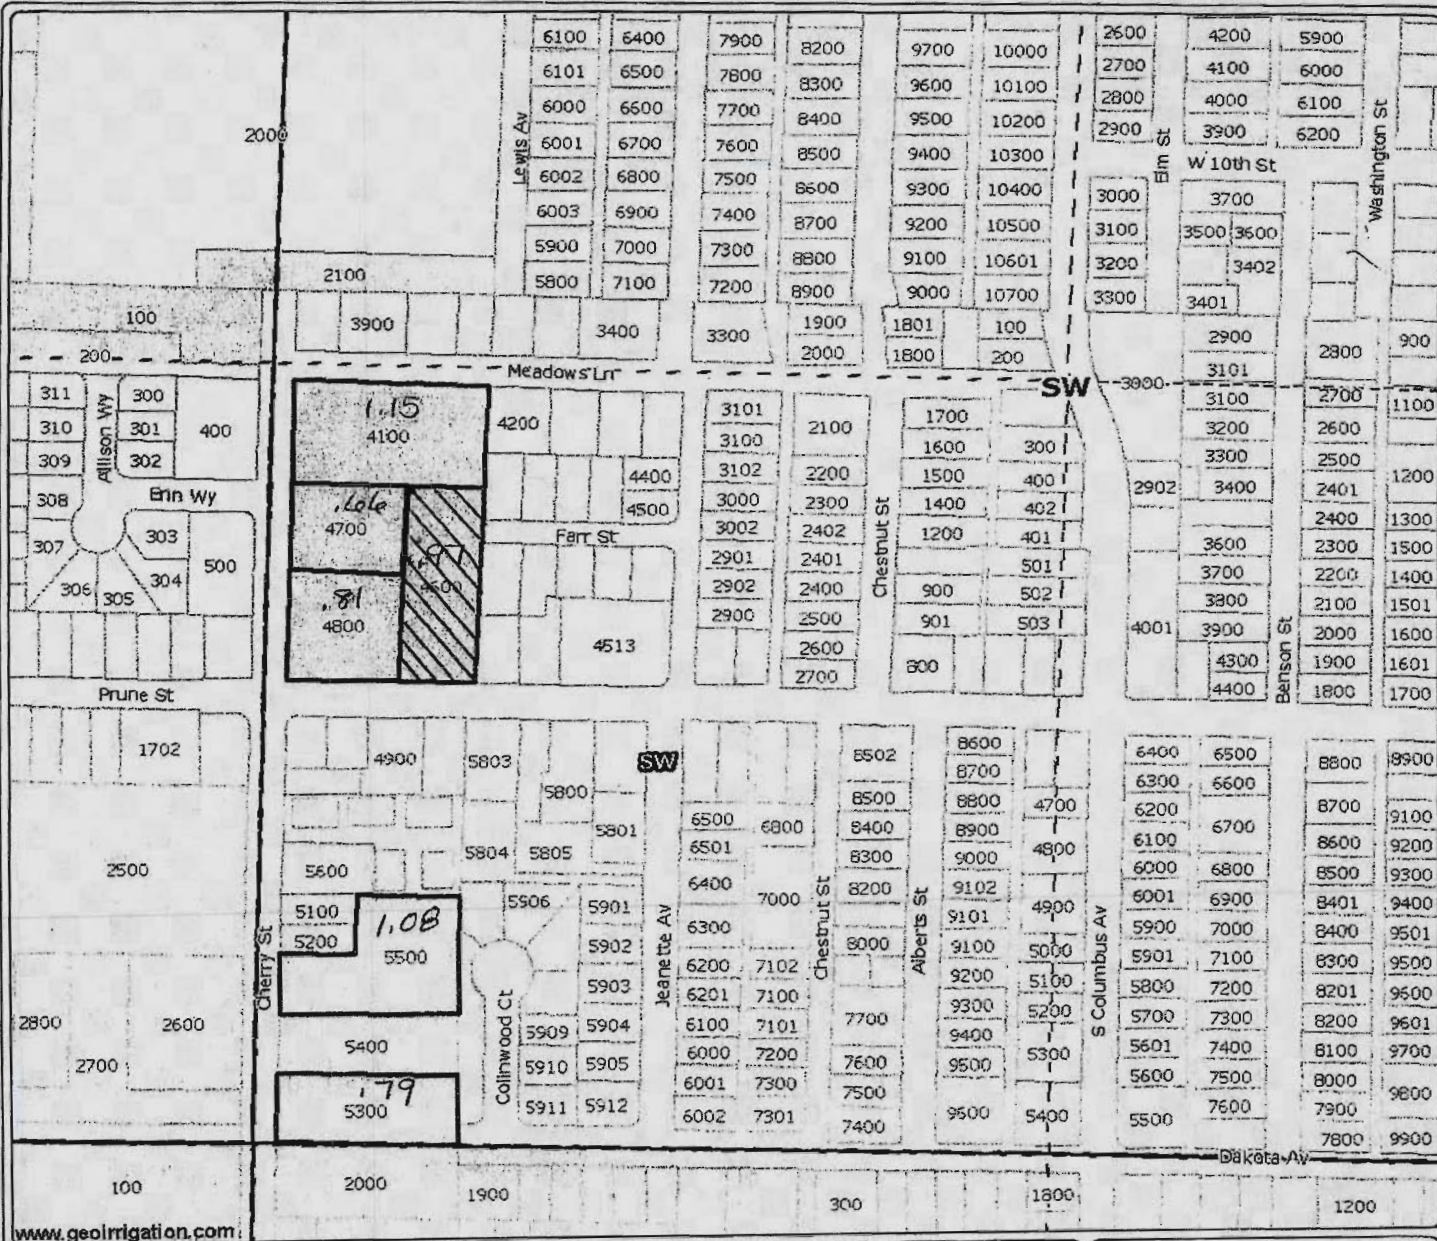 6100 6400 7900 8200 9700 10000 2600 4200 5900
6101 6500 7800 8300 9600 10100 2700 4100 6000
6000 6600 7700 8400 9500 10200 2800 4000 6100
2000 6001 6700 7600 8500 9400 10300 2900 3900 6200
Lewis Av
Elm St
W 10th St
Washington St
6002 6800 7500 8600 9300 10400 3000 3700
6003 6900 7400 8700 9200 10500 3100 3500 3600
5900 7000 7300 8800 9100 10601 3200 3402
2100 5800 7100 7200 8900 9000 10700 3300 3401
100 3900 3400 3300 1900 1801 100 2900 2800 900
200 2000 1800 200 3101
Meadows Ln
SW 3000
311 300 1.15 3100 2700 1100
310 301 400 4100 4200 3101 2100 1700 3200 2600
309 302 3100 1600 300 3300 2500
Allison Wy
Erin Wy
308 .66 4400 3102 2200 1500 400 2902 3400 2401 1200
4700 4500 3000 2300 1400 402 2400 1300
307 303 500 Farr St 3002 2402 1200 401 3600 2300 1500
Chestnut St
306 305 304 2901 2401 501 3700 2200 1400
.81 2902 2400 900 502 3800 2100 1501
4800 4513 2900 2500 901 503 4001 3900 2000 1600
2600 800 4300 1900 1601
2700 4400 1800 1700
Benson St
Prune St
1702 4900 5803 SW 8502 8600 6400 6500 8800 8900
5800 8700 6300 6600
5801 6500 6800 8500 8800 4700 6200 6700 8700 9100
2500 5600 5804 5805 6501 8400 8900 4800 6100 8600 9200
8300 9000 6000 6800 8500 9300
5100 1.08 5906 5901 6400 7000 8200 9102 4900 6001 6900 8401 9400
5200 5500 5902 6300 8000 9101 5900 7000 8400 9501
Cherry St
Jeanette Av
Chestnut St
Alberts St
S Columbus Av
5903 6200 7102 9100 5000 5901 7100 8300 9500
6201 7100 9200 5100 5800 7200 8201 9600
2800 2600 5909 5904 6100 7101 7700 9300 5200 5700 7300 8200 9601
Colinwood Ct
2700 5400 5910 5905 6000 7200 7600 9400 5300 5601 7400 8100 9700
.79 6001 7300 7500 9500 5600 7500 8000 9800
5300 5911 5912 6002 7301 7400 9600 5400 5500 7600 7900
7800 9900
Dakota Av
100 2000 1900 300 1800 1200
www.geoirrigation.com